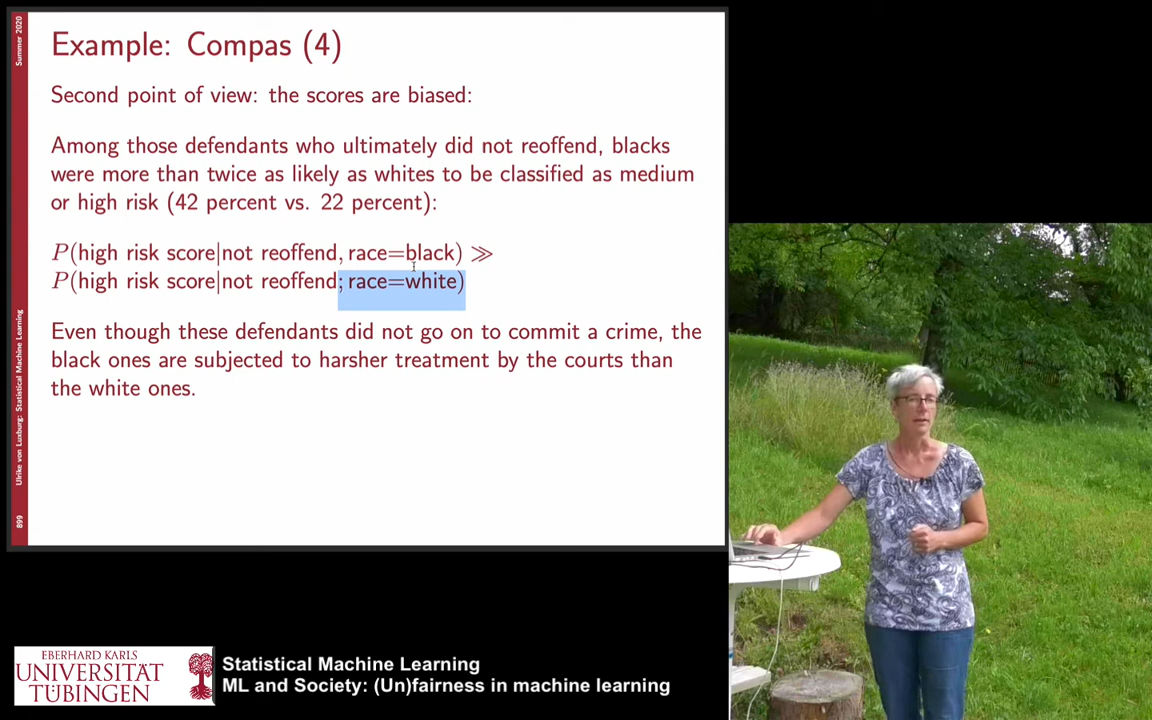 Summer 2020
Ulrike von Luxburg: Statistical Machine Learning
899
Example: Compas (4)
Second point of view: the scores are biased:
Among those defendants who ultimately did not reoffend, blacks
were more than twice as likely as whites to be classified as medium
or high risk (42 percent vs. 22 percent):
P(high risk score|not reoffend, race=black) ≫
P(high risk score|not reoffend; race=white)
Even though these defendants did not go on to commit a crime, the
black ones are subjected to harsher treatment by the courts than
the white ones.
EBERHARD KARLS
UNIVERSITÄT
TÜBINGEN
Statistical Machine Learning
ML and Society: (Un)fairness in machine learning